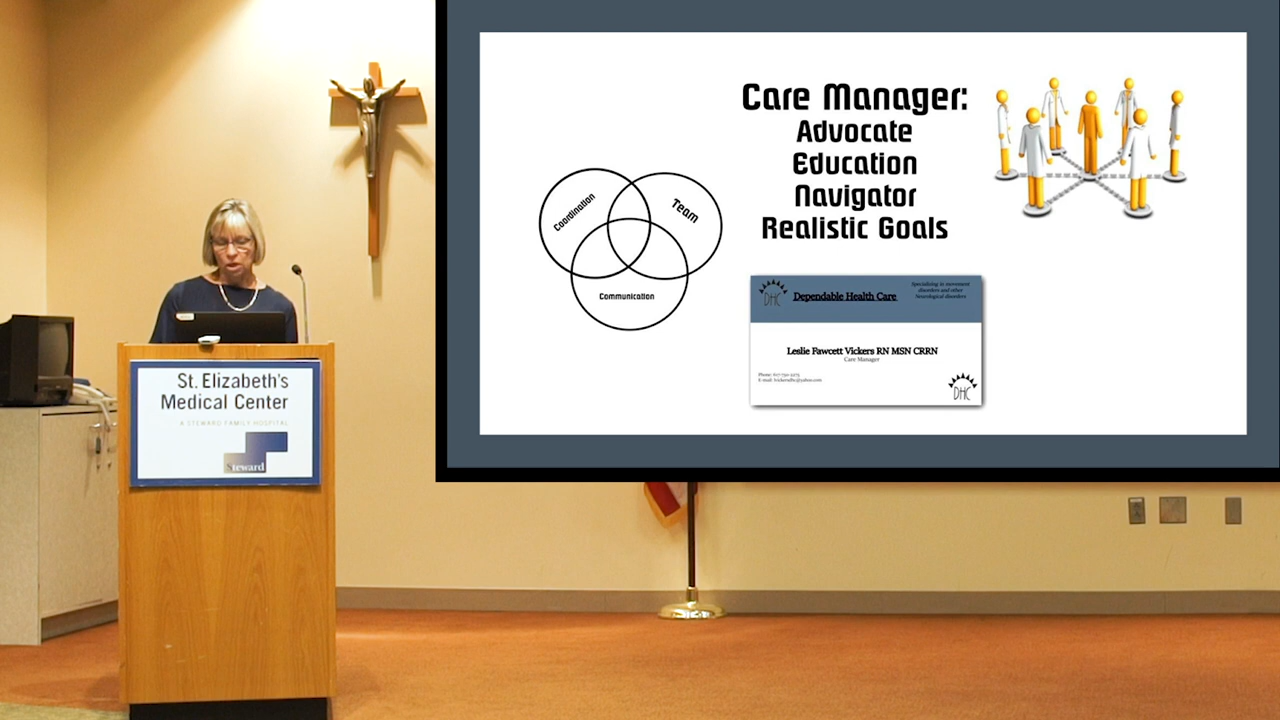 St. Elizabeth's
Medical Center
A STEWARD FAMILY HOSPITAL
Steward
Care Manager:
Advocate
Education
Navigator
Realistic Goals
Coordination
Team
Communication
DHC
Dependable Health Care
Specializing in movement
disorders and other
Neurological disorders
Leslie Fawcett Vickers RN MSN CRRN
Care Manager
DHC